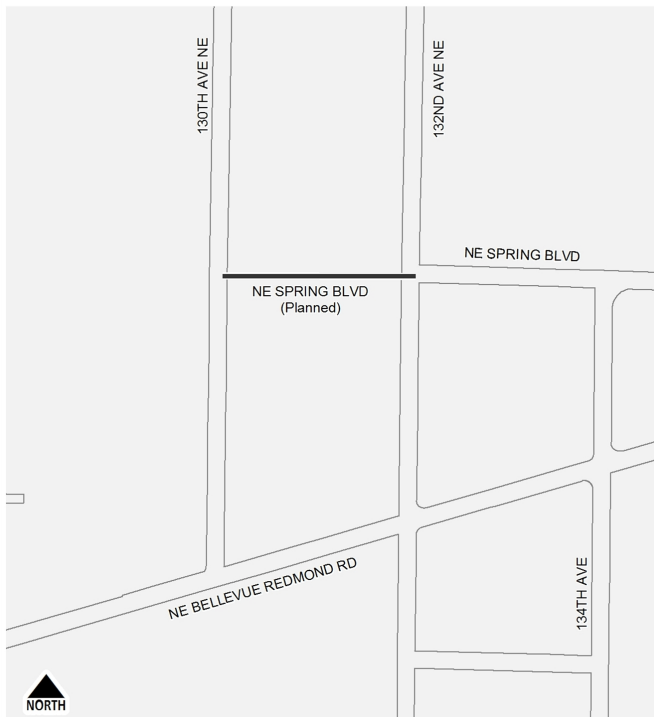 130TH AVE NE
132ND AVE NE
NE SPRING BLVD
NE SPRING BLVD
(Planned)
NE BELLEVUE REDMOND RD
134TH AVE
NORTH